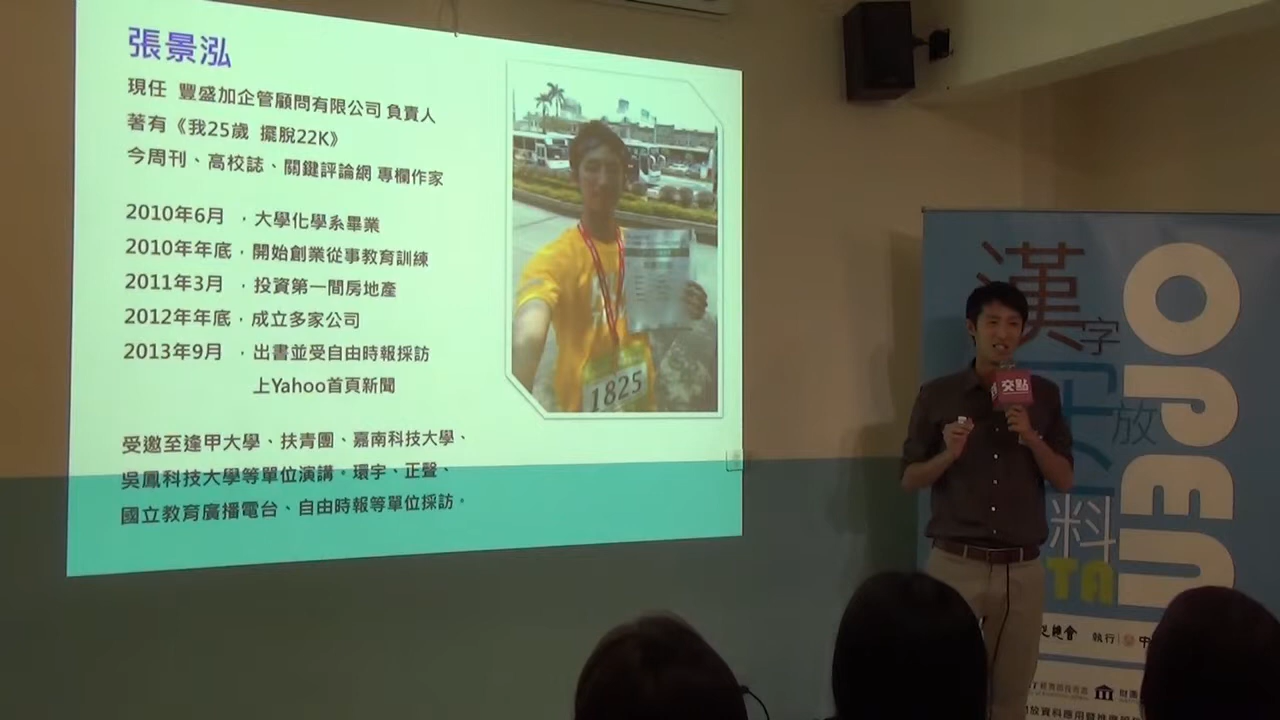 張景泓
現任 豐盛加企管顧問有限公司 負責人
著有《我25歲 擺脫22K》
今周刊、高校誌、關鍵評論網 專欄作家
2010年6月 ，大學化學系畢業
2010年年底，開始創業從事教育訓練
2011年3月 ，投資第一間房地產
2012年年底，成立多家公司
2013年9月 ，出書並受自由時報採訪
上Yahoo首頁新聞
受邀至逢甲大學、扶青團、嘉南科技大學、
吳鳳科技大學等單位演講。環宇、正聲、
國立教育廣播電台、自由時報等單位採訪。
1825
交點
漢字
放
料
OPEN
TA
總會 執行 中